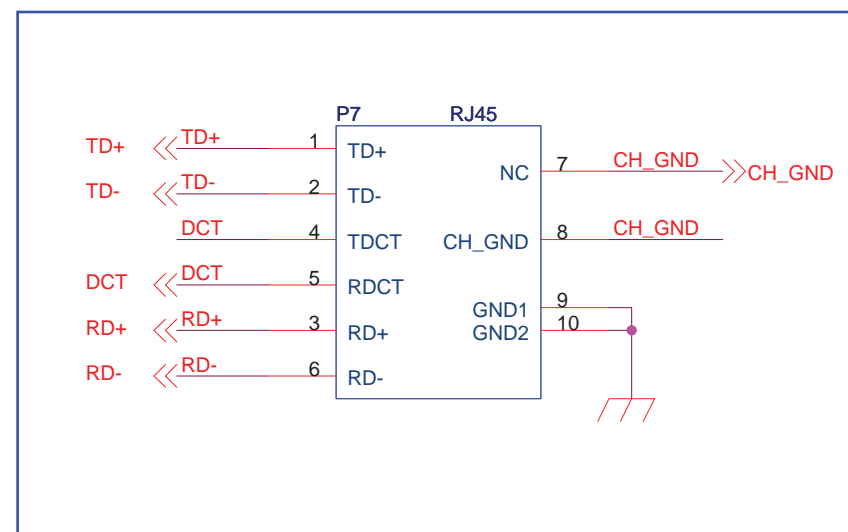 P7 RJ45
TD+ TD+ 1 TD+
NC 7 CH_GND CH_GND
TD- TD- 2 TD-
DCT 4 TDCT
CH_GND 8 CH_GND
DCT DCT 5 RDCT
GND1 9
RD+ RD+ 3 RD+
GND2 10
RD- RD- 6 RD-